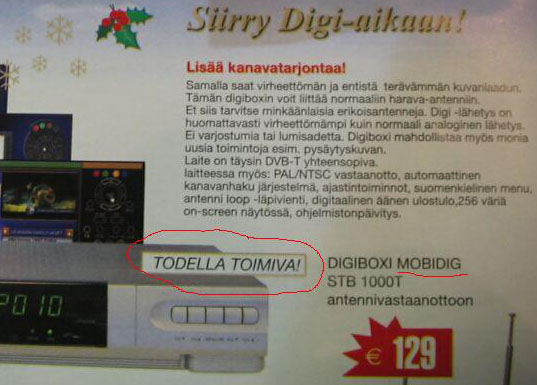 Siirry Digi-aikaan!
Lisää kanavatarjontaa!
Samalla saat virheettömän ja entistä terävämmän kuvanlaadun.
Tämän digiboxin voit liittää normaaliin harava-antenniin.
Et siis tarvitse minkäänlaisia erikoisantenneja. Digi -lähetys on
huomattavasti virheettömämpi kuin normaali analoginen lähetys.
Ei varjostumia tai lumisadetta. Digiboxi mahdollistaa myös monia
uusia toimintoja esim. pysäytyskuvan.
Laite on täysin DVB-T yhteensopiva.
laitteessa myös: PAL/NTSC vastaanotto, automaattinen
kanavanhaku järjestelmä, ajastintoiminnot, suomenkielinen menu,
antenni loop -läpivienti, digitaalinen äänen ulostulo,256 väriä
on-screen näytössä, ohjelmistonpäivitys.
TODELLA TOIMIVA!
DIGIBOXI MOBIDIG
STB 1000T
antennivastaanottoon
P010
€ 129